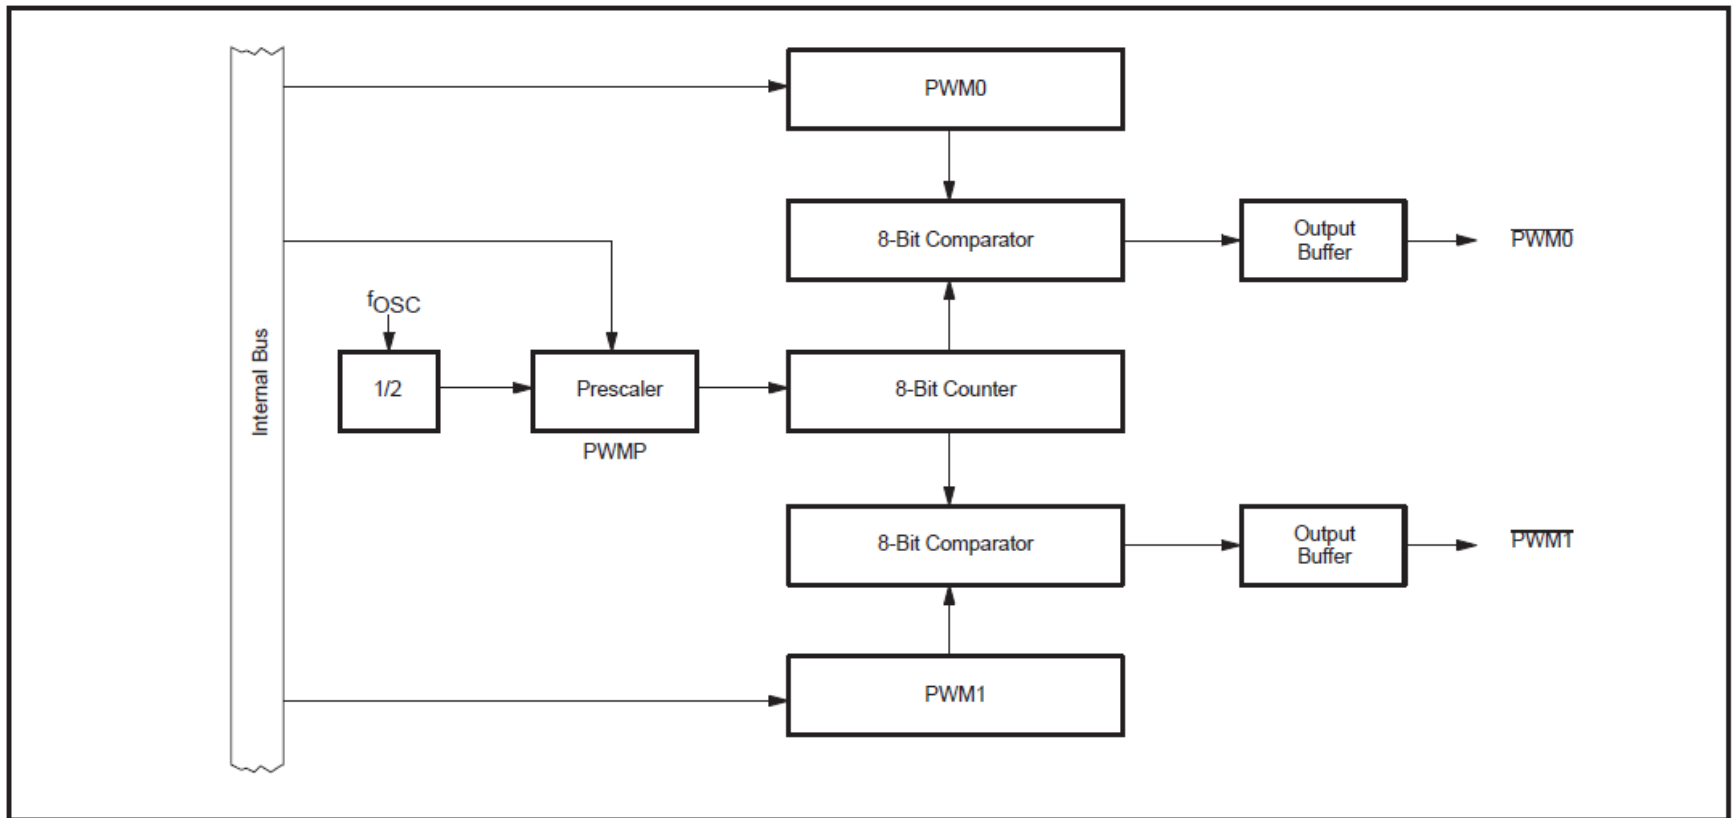 PWM0
8-Bit Comparator
Output
Buffer
PWM0
fOSC
Internal Bus
1/2
Prescaler
8-Bit Counter
PWMP
8-Bit Comparator
Output
Buffer
PWM1
PWM1